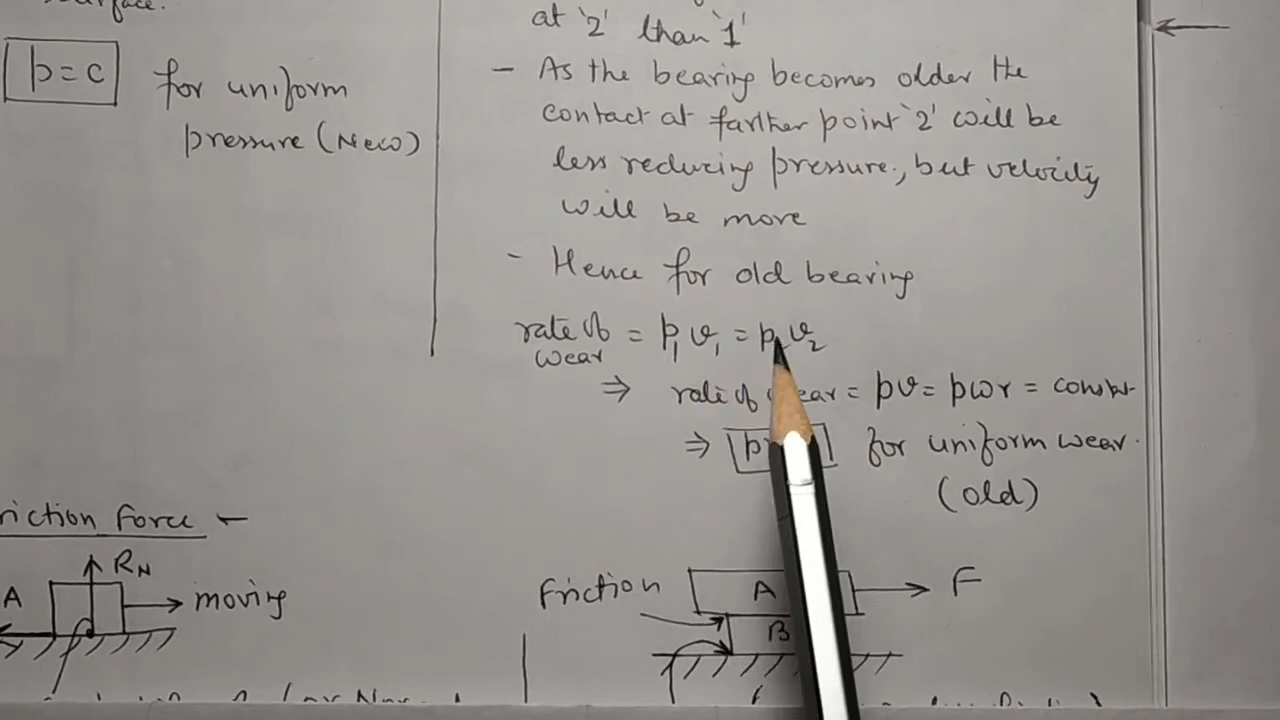 p = c for uniform
pressure (New)
at '2' than '1'
- As the bearing becomes older the
contact at farther point '2' will be
less reducing pressure, but velocity
will be more
- Hence for old bearing
rate of wear = p₁ v₁ = p₂ v₂
⇒ rate of wear = pv = pωr = const
⇒ for uniform wear.
(old)
Friction Force
R_N
A
moving
Friction
A
F
B